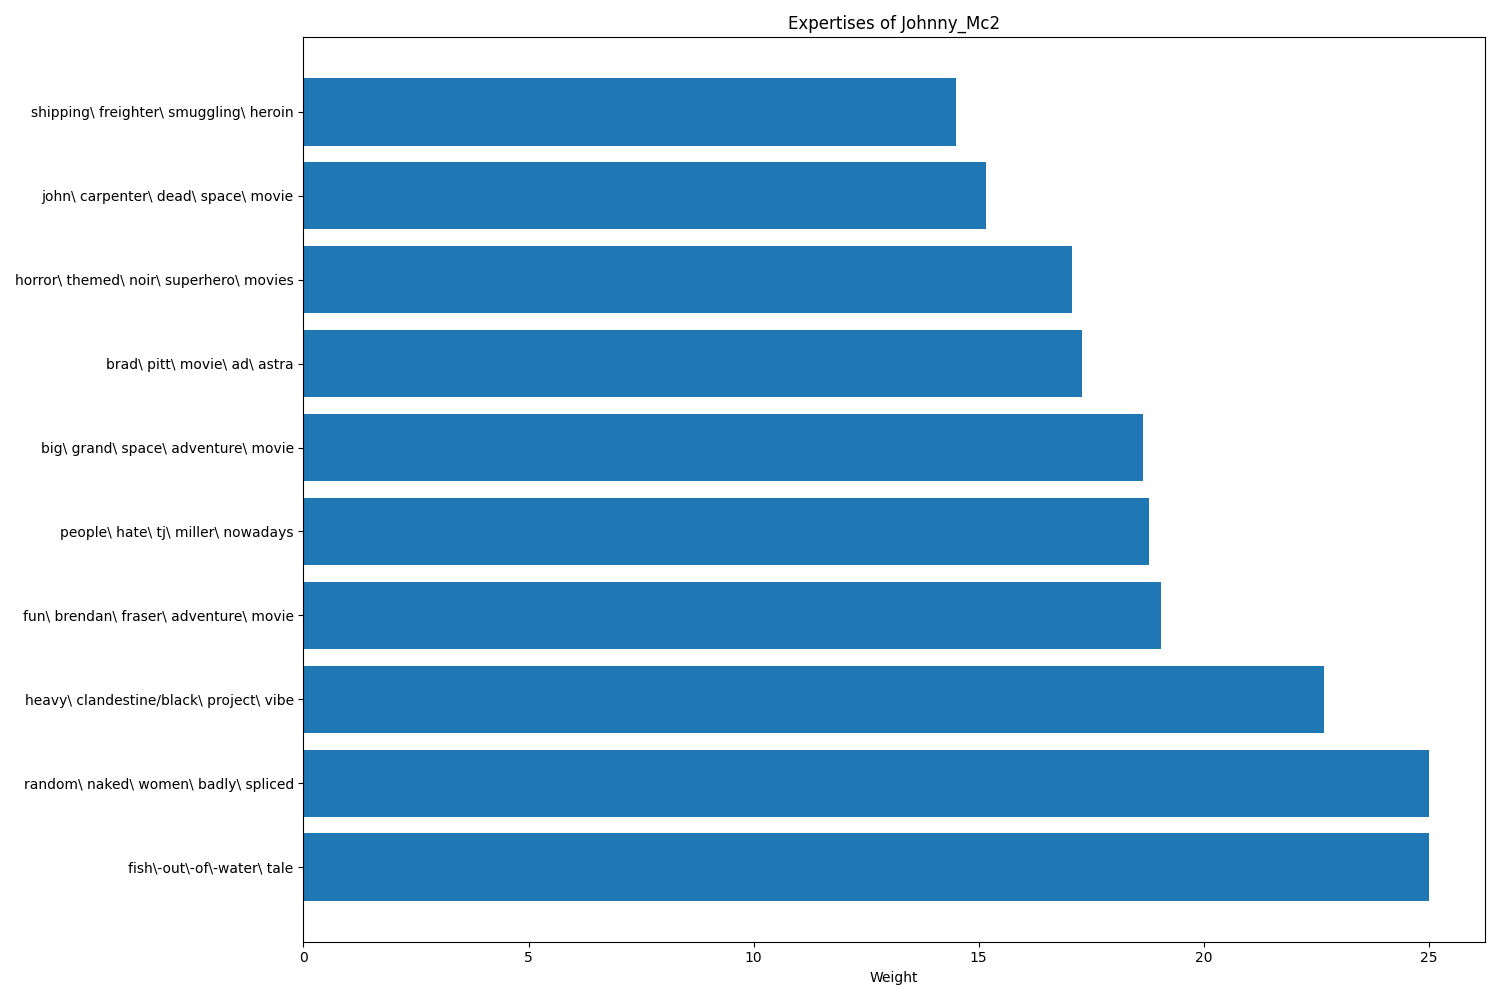 Expertises of Johnny_Mc2
shipping\ freighter\ smuggling\ heroin
john\ carpenter\ dead\ space\ movie
horror\ themed\ noir\ superhero\ movies
brad\ pitt\ movie\ ad\ astra
big\ grand\ space\ adventure\ movie
people\ hate\ tj\ miller\ nowadays
fun\ brendan\ fraser\ adventure\ movie
heavy\ clandestine/black\ project\ vibe
random\ naked\ women\ badly\ spliced
fish\-out\-of\-water\ tale
0 5 10 15 20 25
Weight